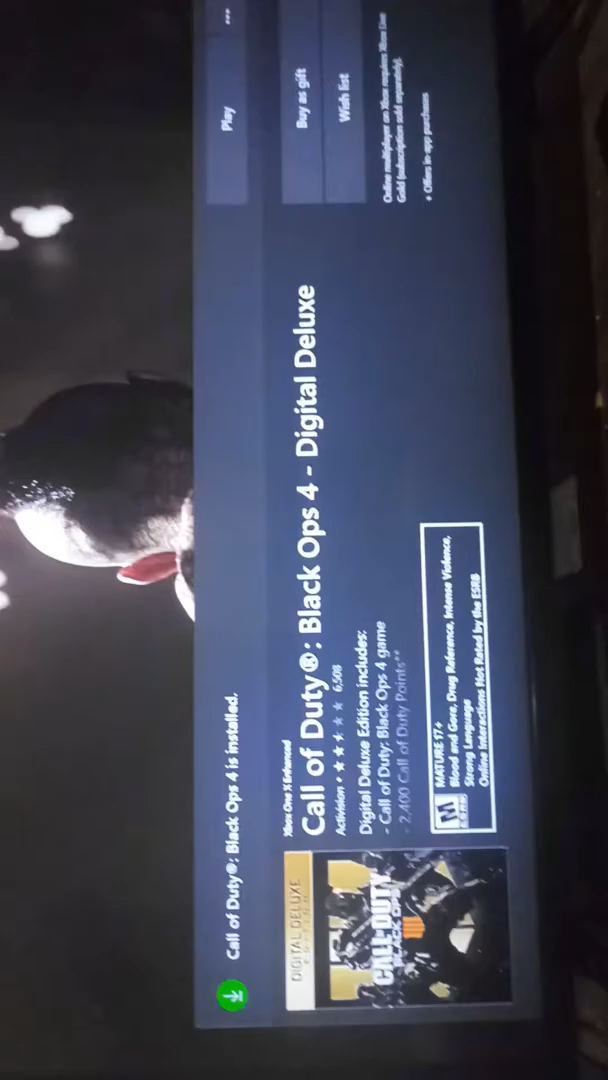 Call of Duty®: Black Ops 4 is installed.
Play
...
DIGITAL DELUXE
CALL·DUTY
BLACK OPS
IIII
Xbox One X Enhanced
Call of Duty®: Black Ops 4 - Digital Deluxe
Activision • ★★★★★ 6,508
Digital Deluxe Edition includes:
- Call of Duty: Black Ops 4 game
- 2,400 Call of Duty Points**
M
MATURE 17+
Blood and Gore, Drug Reference, Intense Violence,
Strong Language
Online Interactions Not Rated by the ESRB
Buy as gift
Wish list
Online multiplayer on Xbox requires Xbox Live
Gold (subscription sold separately).
+ Offers in-app purchases